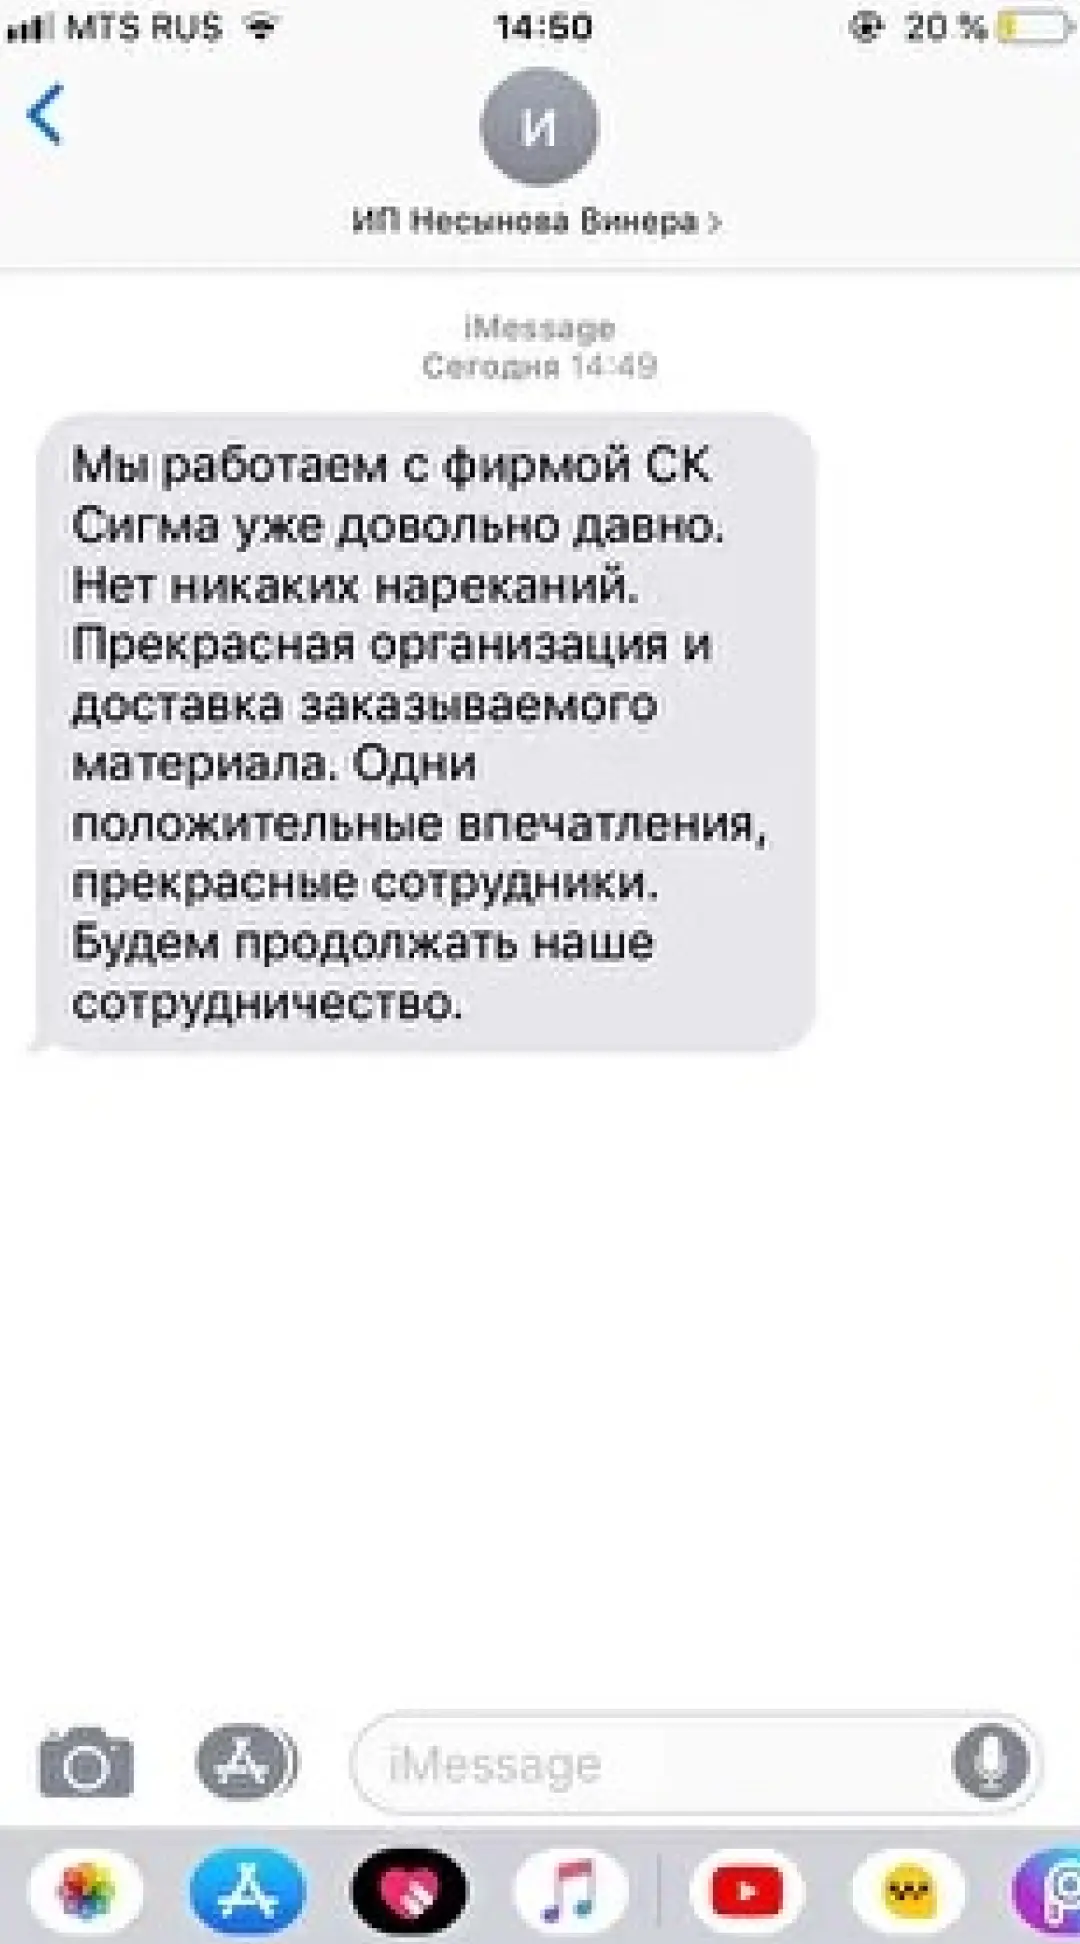 MTS RUS
14:50
20 %
И
ИП Несынова Винера >
iMessage
Сегодня 14:49
Мы работаем с фирмой СК
Сигма уже довольно давно.
Нет никаких нареканий.
Прекрасная организация и
доставка заказываемого
материала. Одни
положительные впечатления,
прекрасные сотрудники.
Будем продолжать наше
сотрудничество.
iMessage